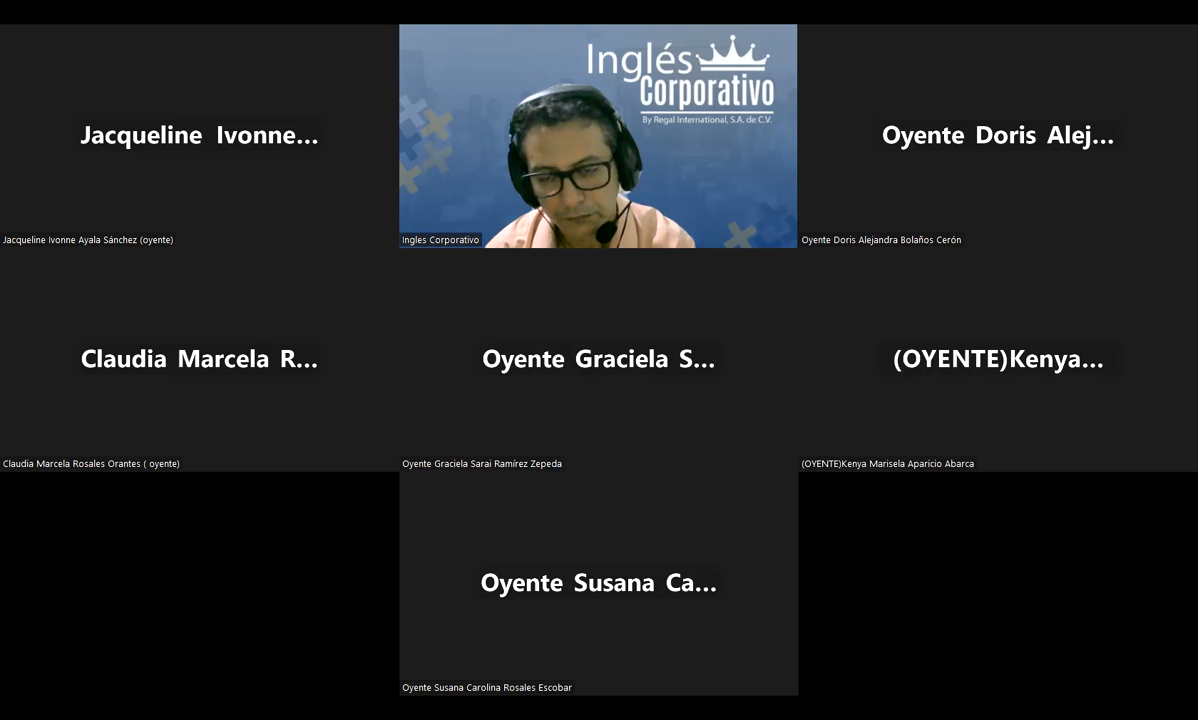 Jacqueline Ivonne...
Jacqueline Ivonne Ayala Sánchez (oyente)
Inglés
Corporativo
By Regal International, S.A. de C.V.
Ingles Corporativo
Oyente Doris Alej...
Oyente Doris Alejandra Bolaños Cerón
Claudia Marcela R...
Claudia Marcela Rosales Orantes ( oyente)
Oyente Graciela S...
Oyente Graciela Sarai Ramírez Zepeda
(OYENTE)Kenya...
(OYENTE)Kenya Marisela Aparicio Abarca
Oyente Susana Ca...
Oyente Susana Carolina Rosales Escobar